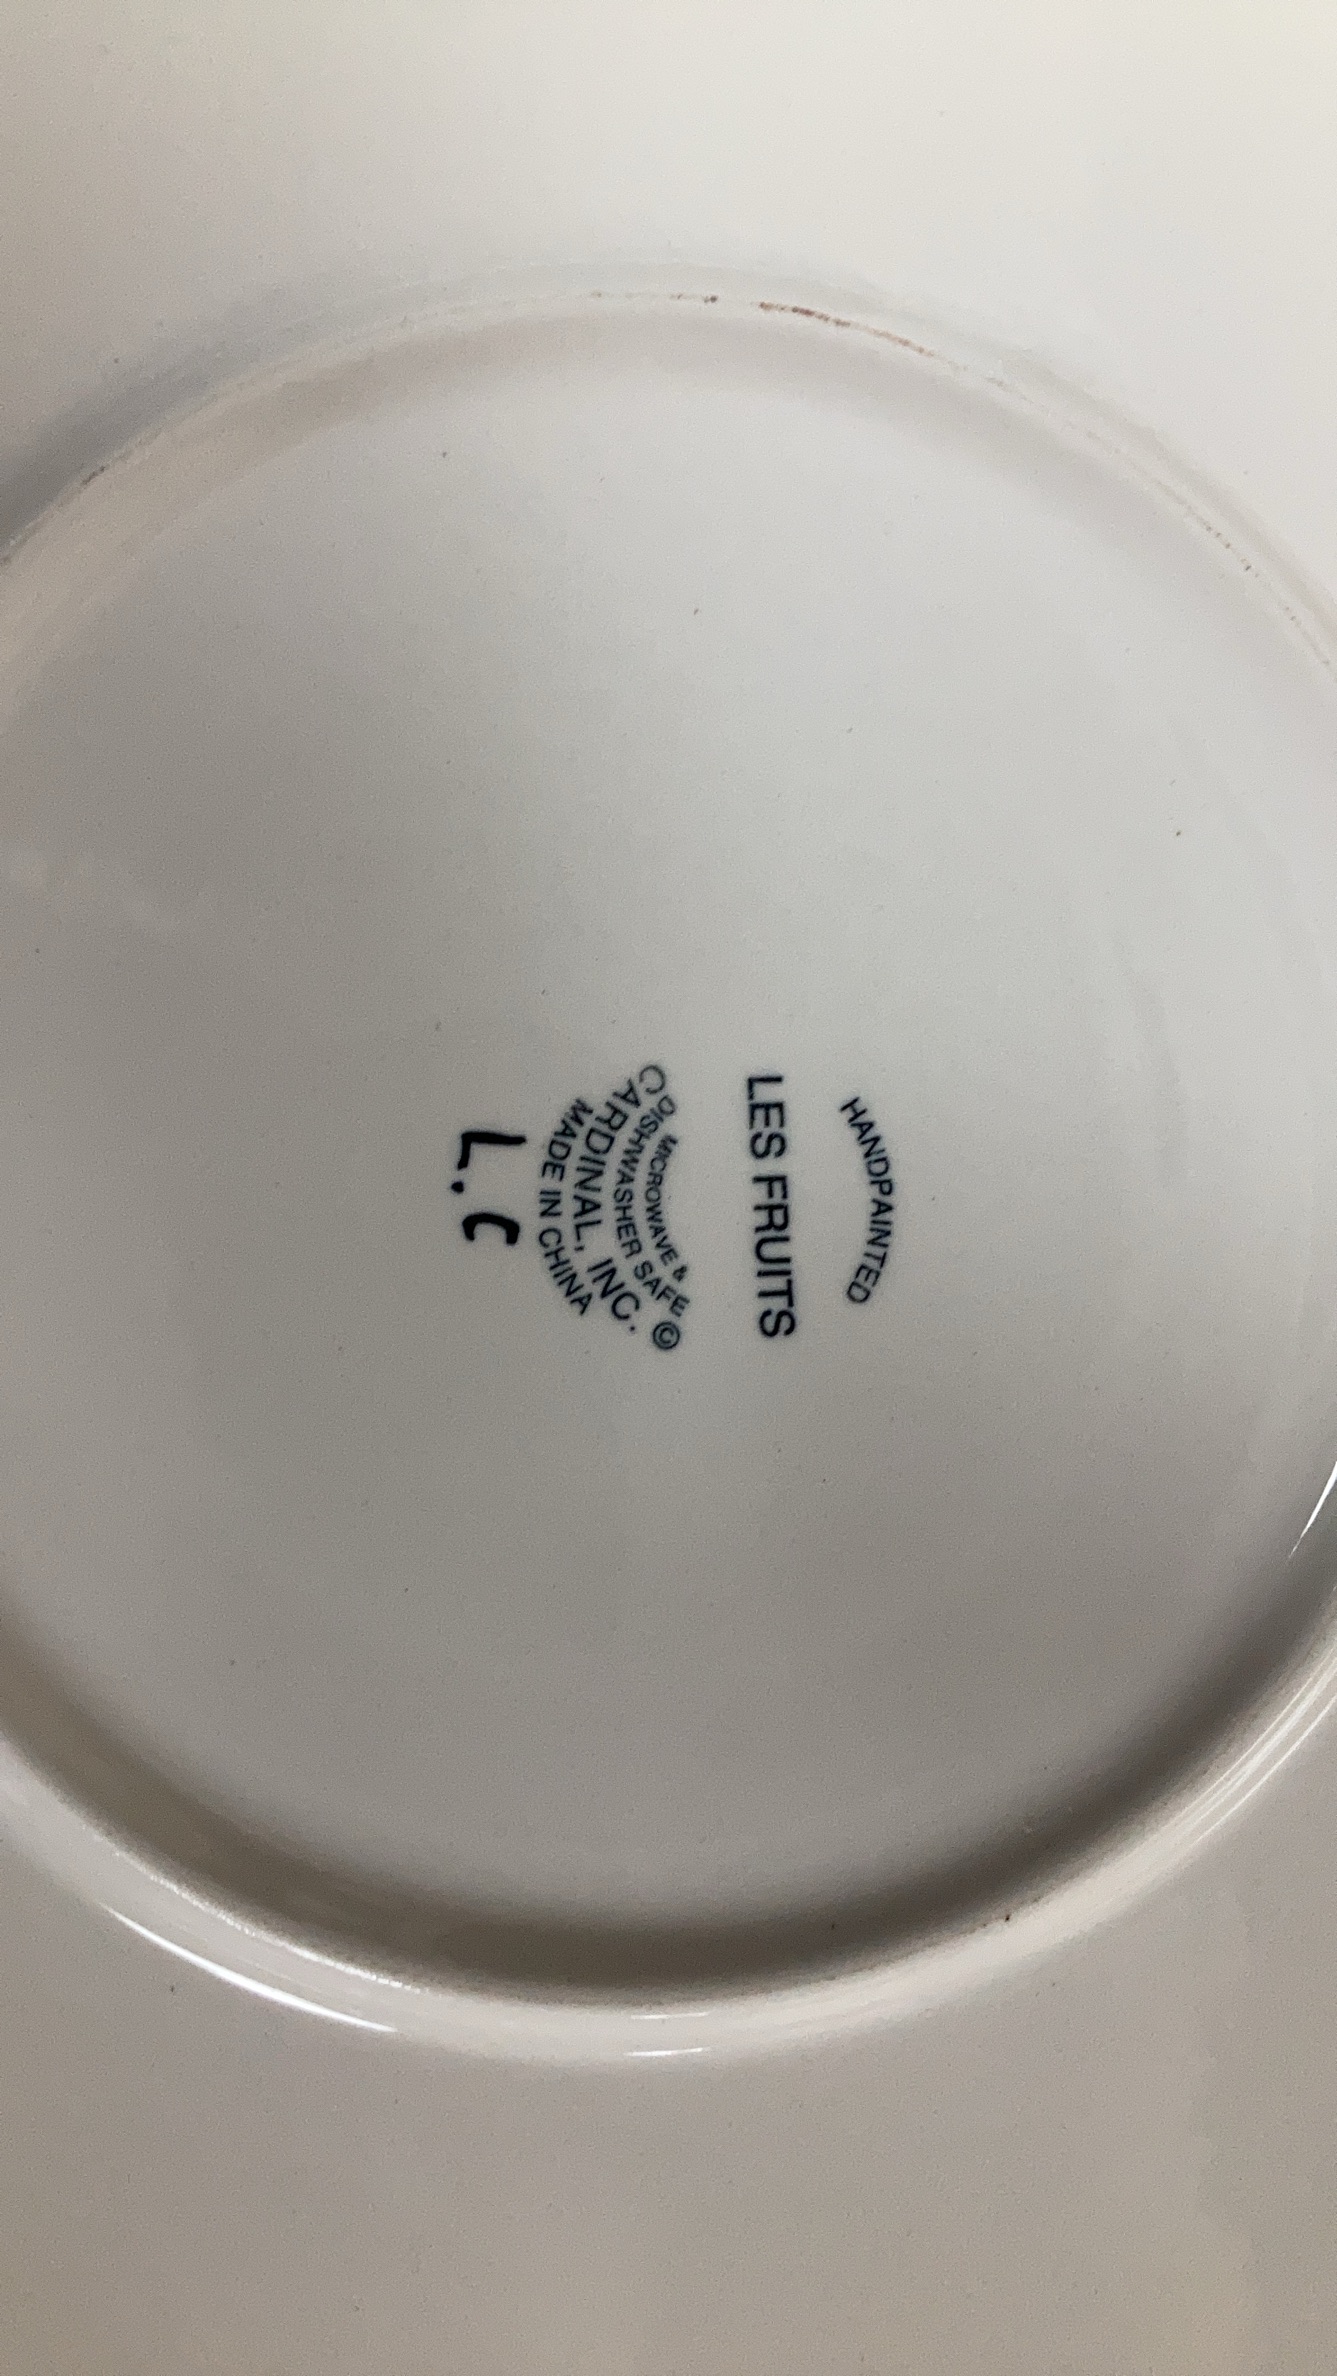 HANDPAINTED
LES FRUITS
MICROWAVE &
DISHWASHER SAFE
CARDINAL, INC. ©
MADE IN CHINA
L.C